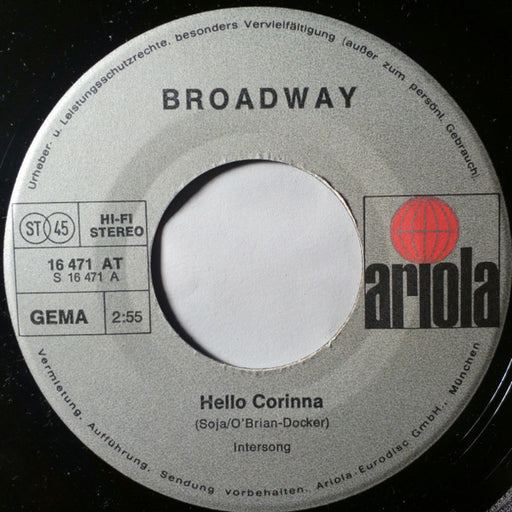 Urheber- u. Leistungsschutzrechte, besonders Vervielfältigung (außer zum persönl. Gebrauch)
BROADWAY
ST 45
HI-FI
STEREO
16 471 AT
S 16 471 A
GEMA
2:55
ariola
Hello Corinna
(Soja/O'Brian-Docker)
Intersong
Vermietung, Aufführung, Sendung vorbehalten. Ariola-Eurodisc GmbH., München